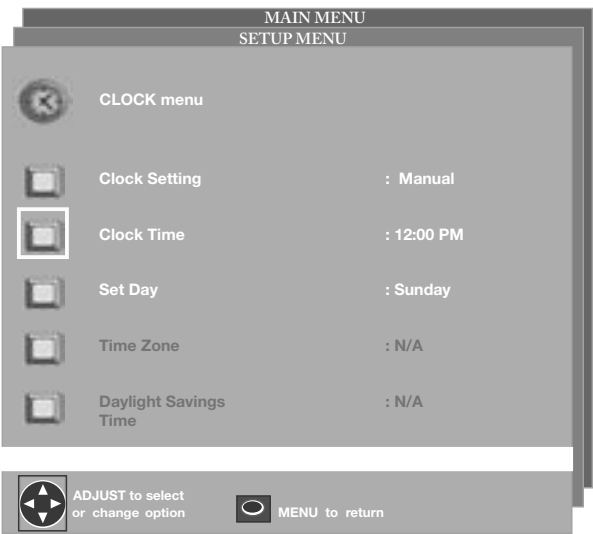 MAIN MENU
SETUP MENU
CLOCK menu
Clock Setting : Manual
Clock Time : 12:00 PM
Set Day : Sunday
Time Zone : N/A
Daylight Savings : N/A
Time
ADJUST to select
or change option
MENU to return